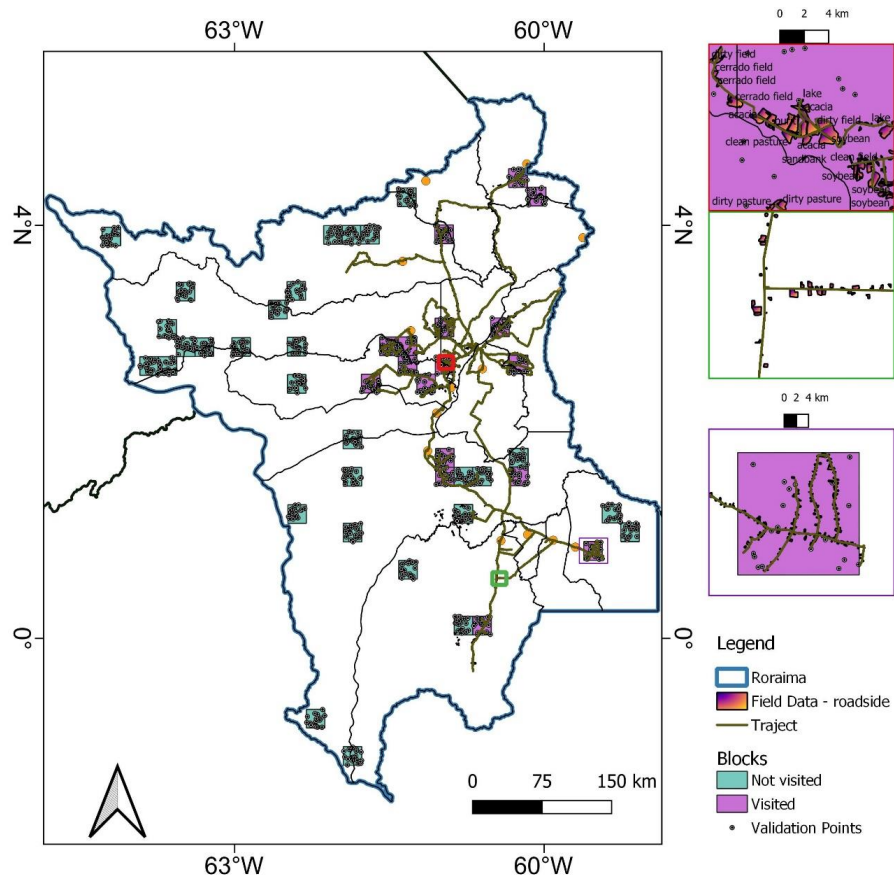 63°W 60°W
0 2 4 km
dirty field
cerrado field
cerrado field
cerrado field
lake
acacia
acacia
dirty field
lake
clean pasture
acacia
soybean
sandbank
clean field
soybean
soybean
dirty pasture
dirty pasture
soybean
4°N 4°N
0 2 4 km
0° 0°
Legend
Roraima
Field Data - roadside
Traject
Blocks
Not visited
Visited
Validation Points
0 75 150 km
63°W 60°W